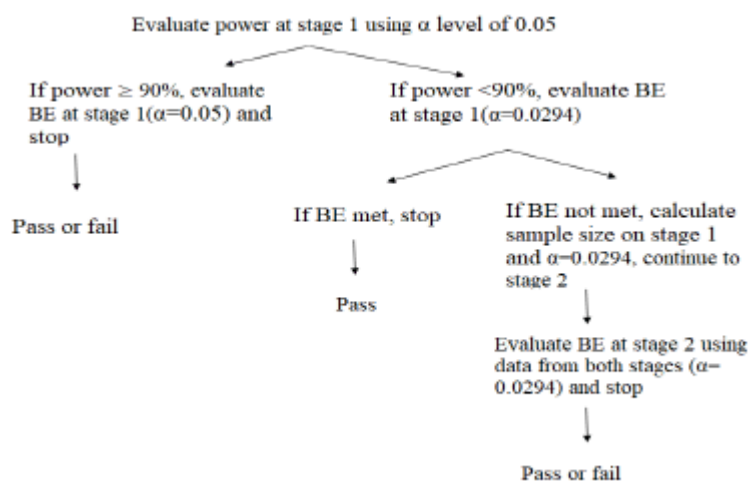 Evaluate power at stage 1 using α level of 0.05
If power ≥ 90%, evaluate
BE at stage 1(α=0.05) and
stop
If power <90%, evaluate BE
at stage 1(α=0.0294)
Pass or fail
If BE met, stop
If BE not met, calculate
sample size on stage 1
and α=0.0294, continue to
stage 2
Pass
Evaluate BE at stage 2 using
data from both stages (α=
0.0294) and stop
Pass or fail